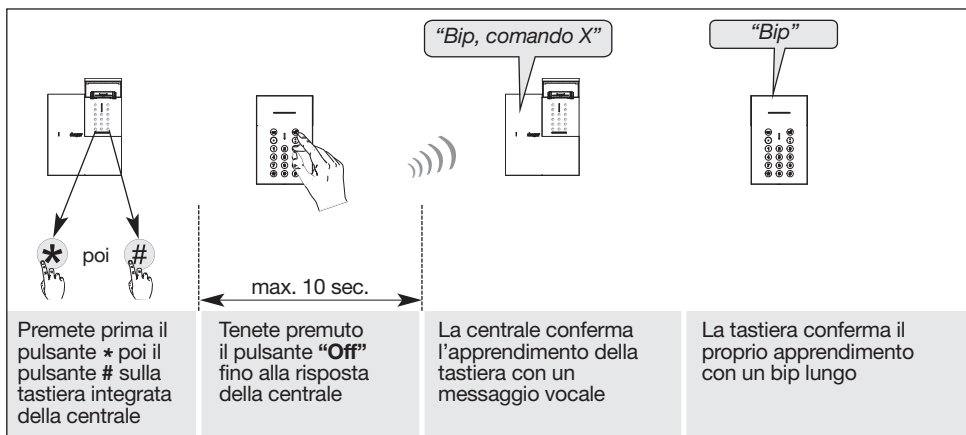 “Bip, comando X”
“Bip”
* poi #
max. 10 sec.
Premete prima il
pulsante * poi il
pulsante # sulla
tastiera integrata
della centrale
Tenete premuto
il pulsante “Off”
fino alla risposta
della centrale
La centrale conferma
l’apprendimento della
tastiera con un
messaggio vocale
La tastiera conferma il
proprio apprendimento
con un bip lungo